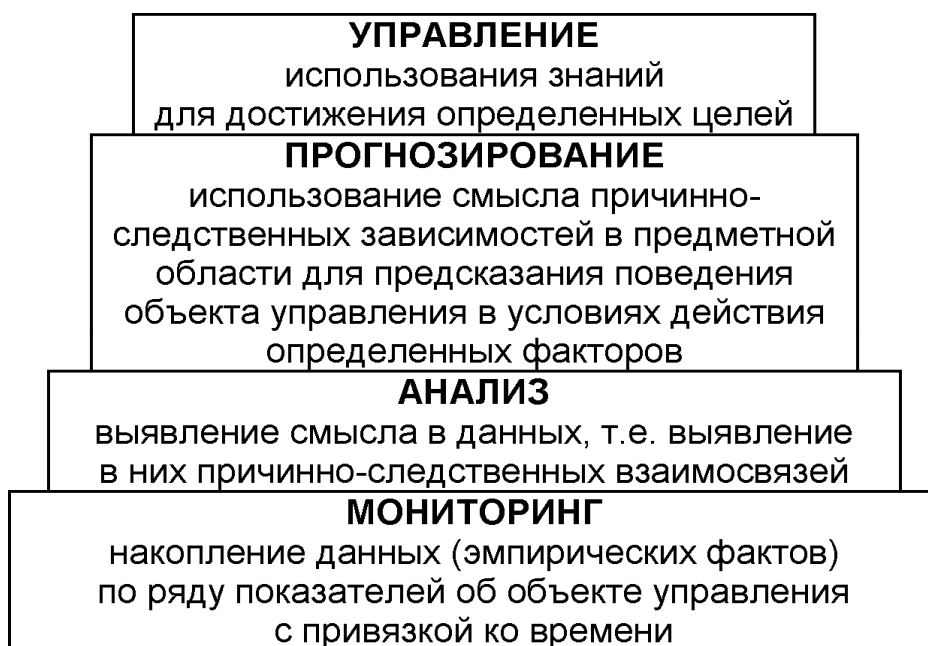 УПРАВЛЕНИЕ
использования знаний
для достижения определенных целей
ПРОГНОЗИРОВАНИЕ
использование смысла причинно-
следственных зависимостей в предметной
области для предсказания поведения
объекта управления в условиях действия
определенных факторов
АНАЛИЗ
выявление смысла в данных, т.е. выявление
в них причинно-следственных взаимосвязей
МОНИТОРИНГ
накопление данных (эмпирических фактов)
по ряду показателей об объекте управления
с привязкой ко времени